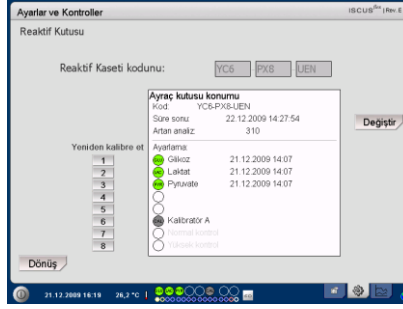 Ayarlar ve Kontroller
ISCUS flex | Rev. E
Reaktif Kutusu
Reaktif Kaseti kodunu: YC6 PX8 UEN
Ayraç kutusu konumu
Kod: YC6-PX8-UEN
Süre sonu: 22.12.2009 14:27:54
Artan analiz: 310
Değiştir
Yeniden kalibre et Ayarlama:
1 Glikoz 21.12.2009 14:07
2 Laktat 21.12.2009 14:07
3 Pyruvate 21.12.2009 14:07
4
5
6 Kalibratör A
7 Normal kontrol
8 Yüksek kontrol
Dönüş
21.12.2009 16:19 26,2 °C